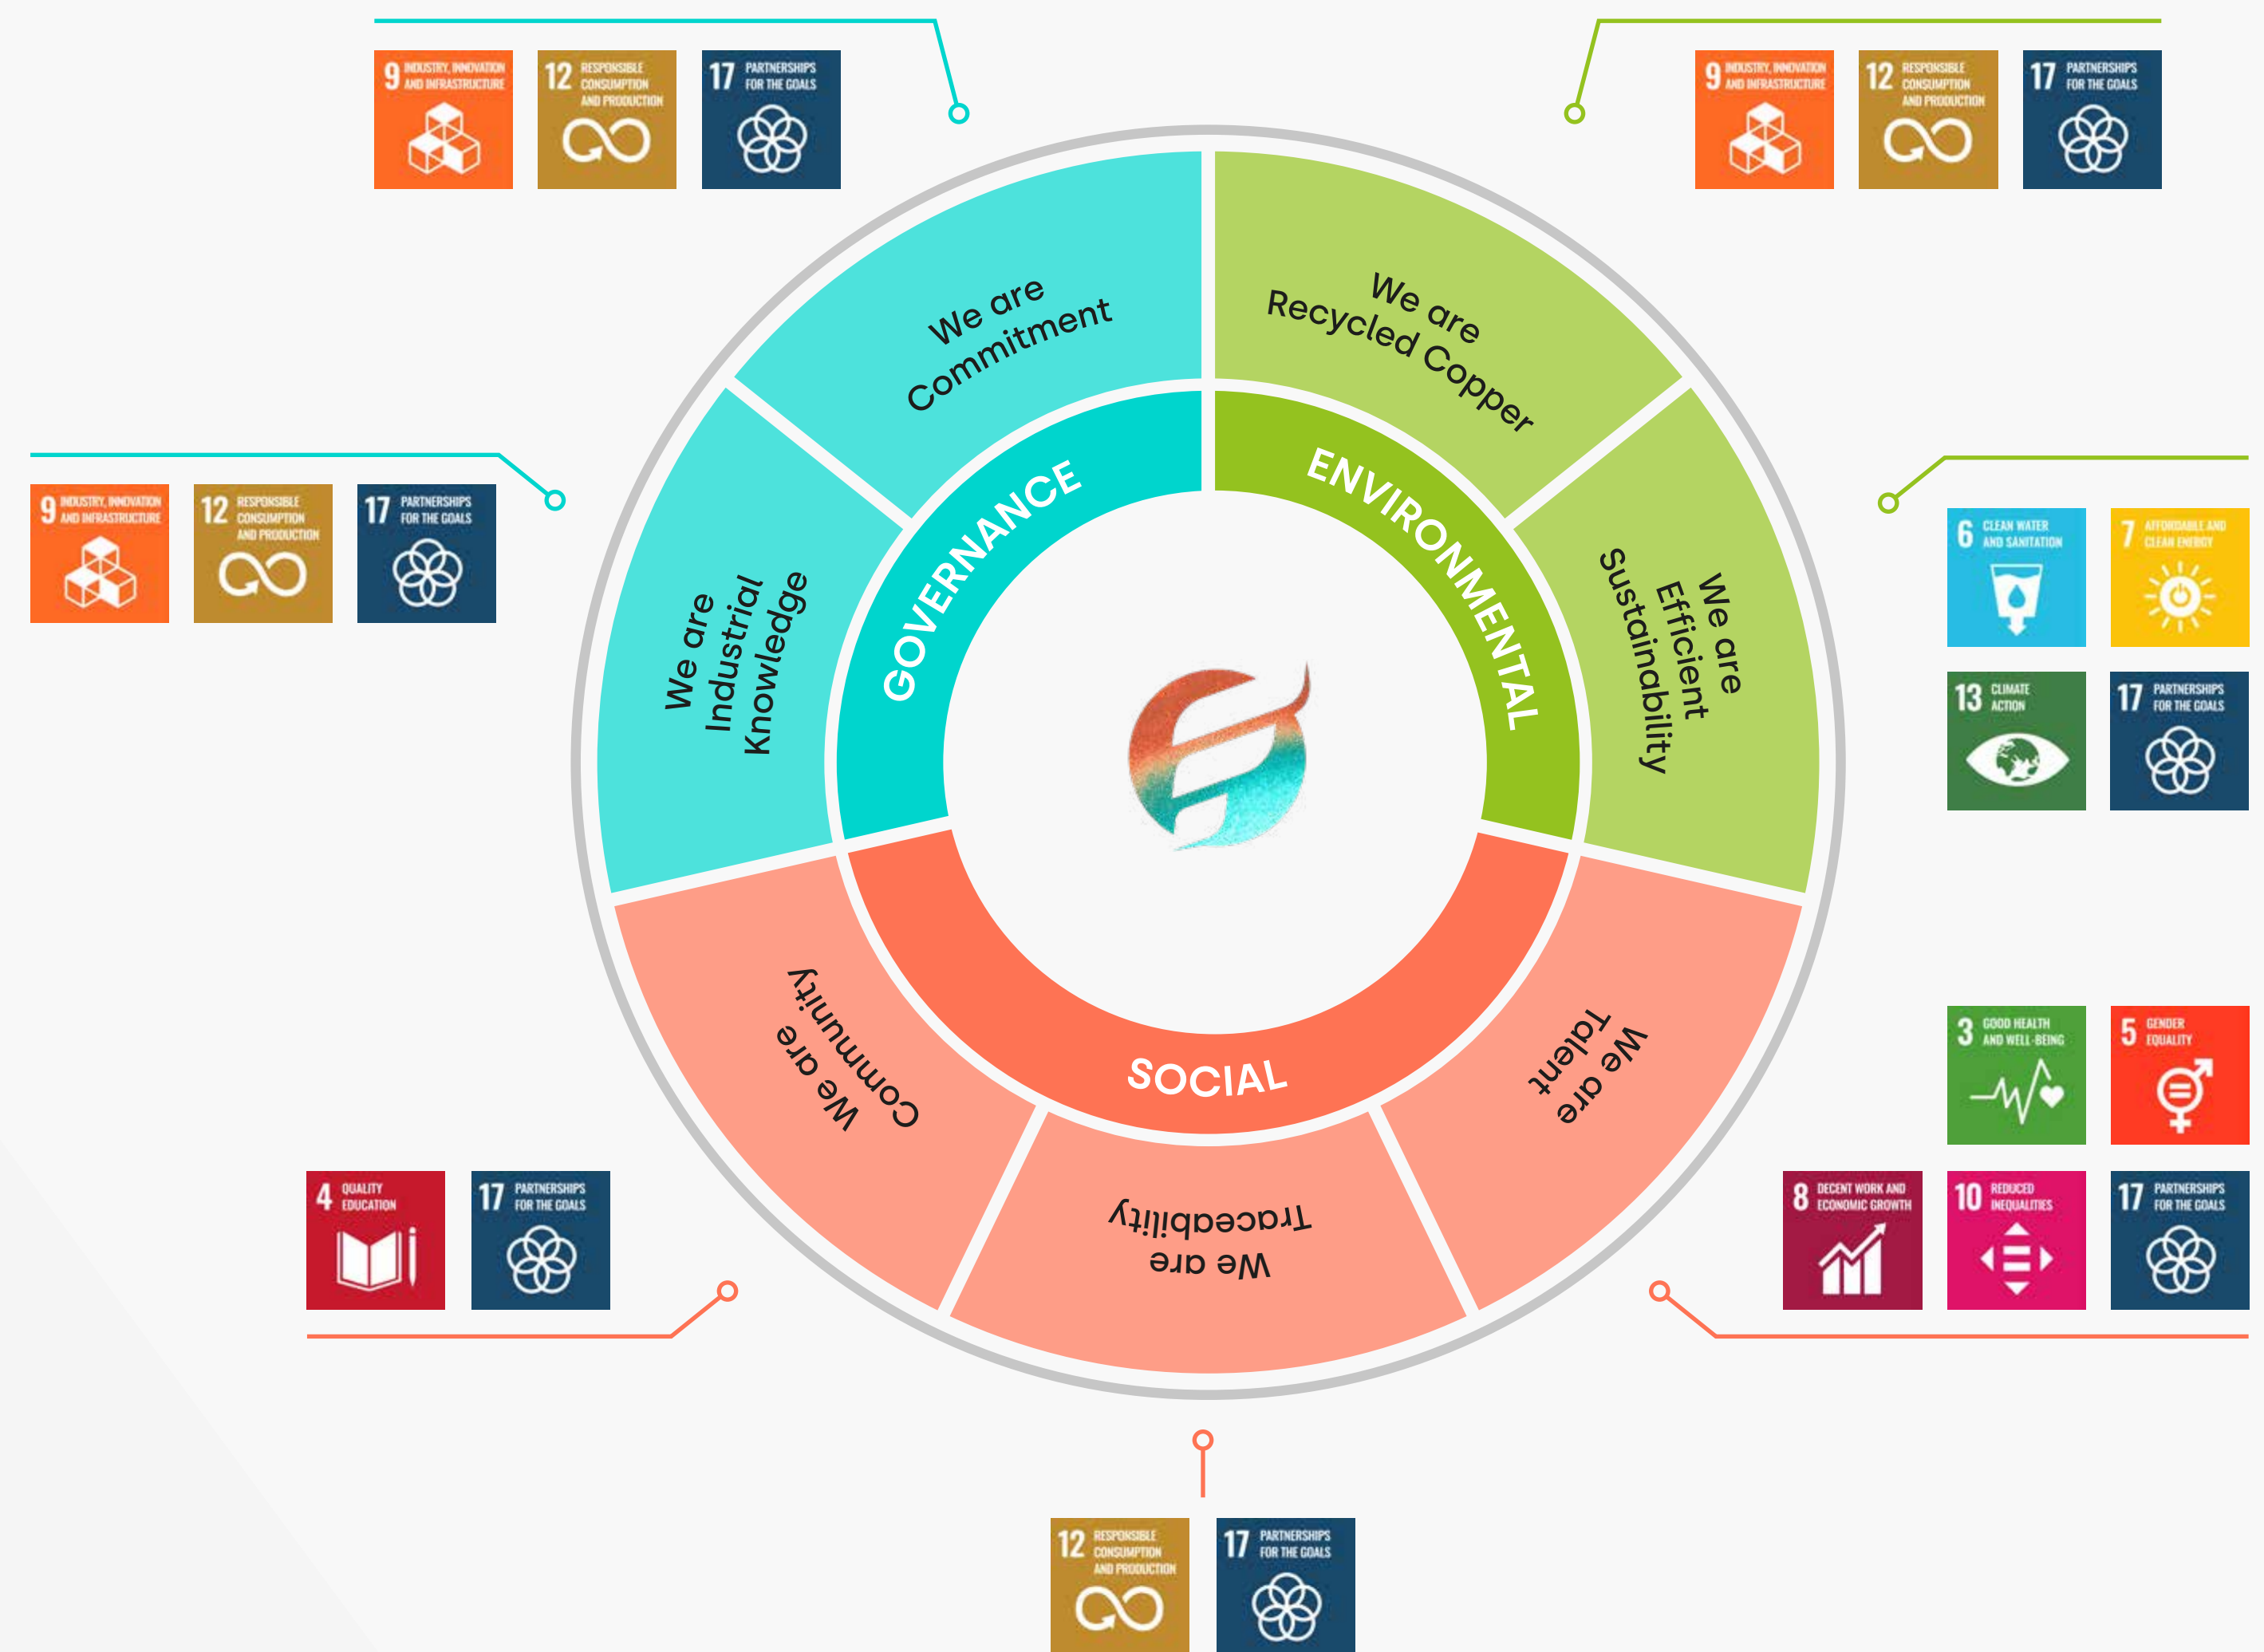 9 INDUSTRY, INNOVATION
AND INFRASTRUCTURE
12 RESPONSIBLE
CONSUMPTION
AND PRODUCTION
17 PARTNERSHIPS
FOR THE GOALS
9 INDUSTRY, INNOVATION
AND INFRASTRUCTURE
12 RESPONSIBLE
CONSUMPTION
AND PRODUCTION
17 PARTNERSHIPS
FOR THE GOALS
We are
Commitment
We are
Recycled Copper
GOVERNANCE
ENVIRONMENTAL
9 INDUSTRY, INNOVATION
AND INFRASTRUCTURE
12 RESPONSIBLE
CONSUMPTION
AND PRODUCTION
17 PARTNERSHIPS
FOR THE GOALS
We are
Industrial
Knowledge
We are
Efficient
Sustainability
6 CLEAN WATER
AND SANITATION
7 AFFORDABLE AND
CLEAN ENERGY
13 CLIMATE
ACTION
17 PARTNERSHIPS
FOR THE GOALS
SOCIAL
We are
Community
We are
Traceability
We are
Talent
3 GOOD HEALTH
AND WELL-BEING
5 GENDER
EQUALITY
8 DECENT WORK AND
ECONOMIC GROWTH
10 REDUCED
INEQUALITIES
17 PARTNERSHIPS
FOR THE GOALS
4 QUALITY
EDUCATION
17 PARTNERSHIPS
FOR THE GOALS
12 RESPONSIBLE
CONSUMPTION
AND PRODUCTION
17 PARTNERSHIPS
FOR THE GOALS